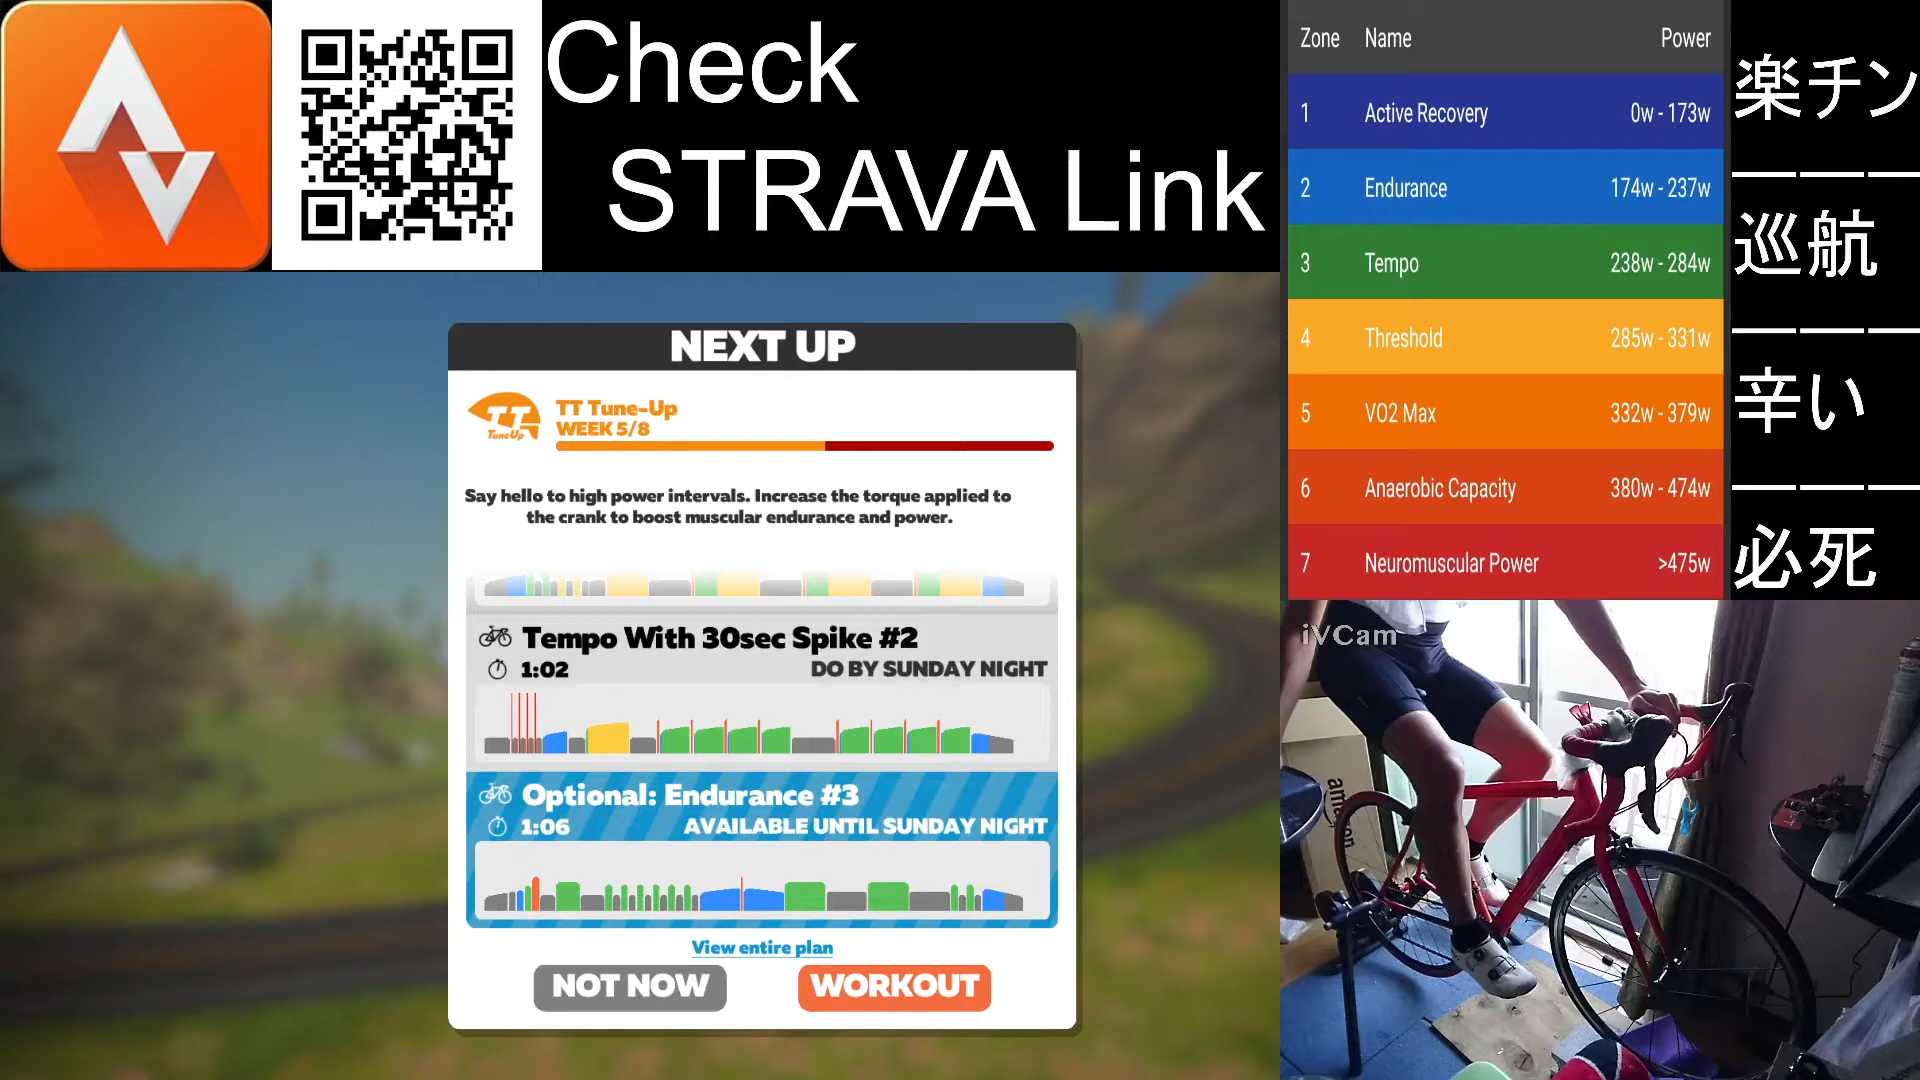 Check
STRAVA Link
NEXT UP
TT
TuneUp
TT Tune-Up
WEEK 5/8
Say hello to high power intervals. Increase the torque applied to
the crank to boost muscular endurance and power.
Tempo With 30sec Spike #2
1:02 DO BY SUNDAY NIGHT
Optional: Endurance #3
1:06 AVAILABLE UNTIL SUNDAY NIGHT
View entire plan
NOT NOW WORKOUT
Zone Name Power
1 Active Recovery 0w - 173w
2 Endurance 174w - 237w
3 Tempo 238w - 284w
4 Threshold 285w - 331w
5 VO2 Max 332w - 379w
6 Anaerobic Capacity 380w - 474w
7 Neuromuscular Power >475w
楽チン
巡航
辛い
必死
iVCam
amazon